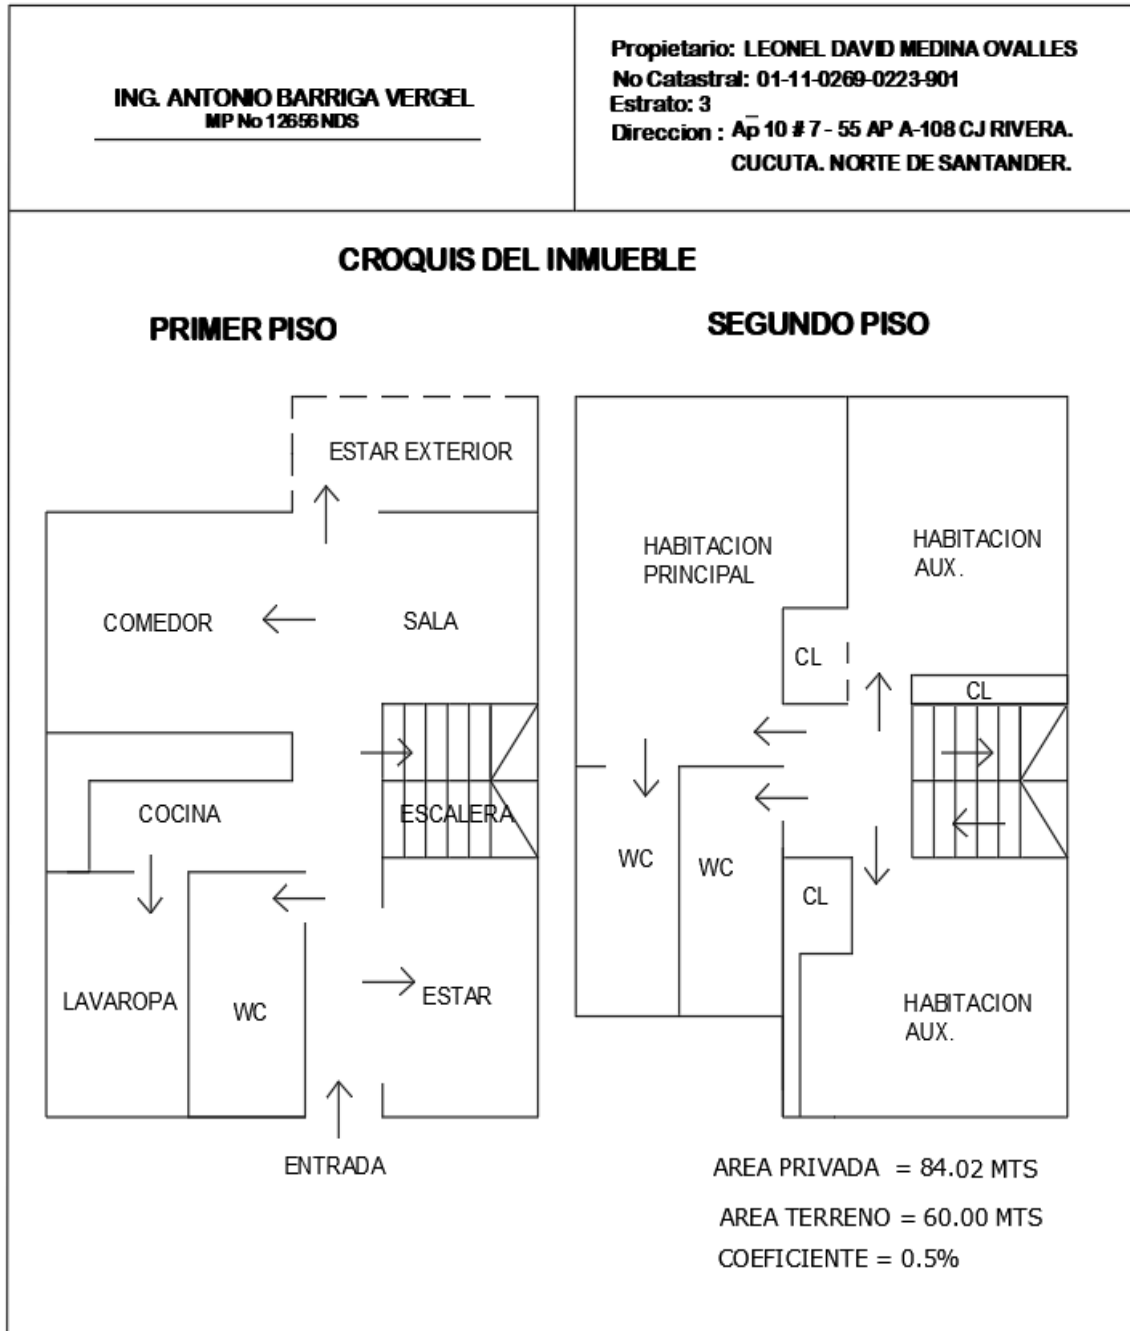 ING. ANTONIO BARRIGA VERGEL
MP No 12656 NDS
Propietario: LEONEL DAVID MEDINA OVALLES
No Catastral: 01-11-0269-0223-901
Estrato: 3
Direccion : Ap 10 # 7 - 55 AP A-108 CJ RIVERA.
CUCUTA. NORTE DE SANTANDER.
CROQUIS DEL INMUEBLE
PRIMER PISO
ESTAR EXTERIOR
COMEDOR
SALA
COCINA
ESCALERA
LAVAROPA
WC
ESTAR
ENTRADA
SEGUNDO PISO
HABITACION
PRINCIPAL
HABITACION
AUX.
CL
CL
WC
WC
CL
HABITACION
AUX.
AREA PRIVADA = 84.02 MTS
AREA TERRENO = 60.00 MTS
COEFICIENTE = 0.5%